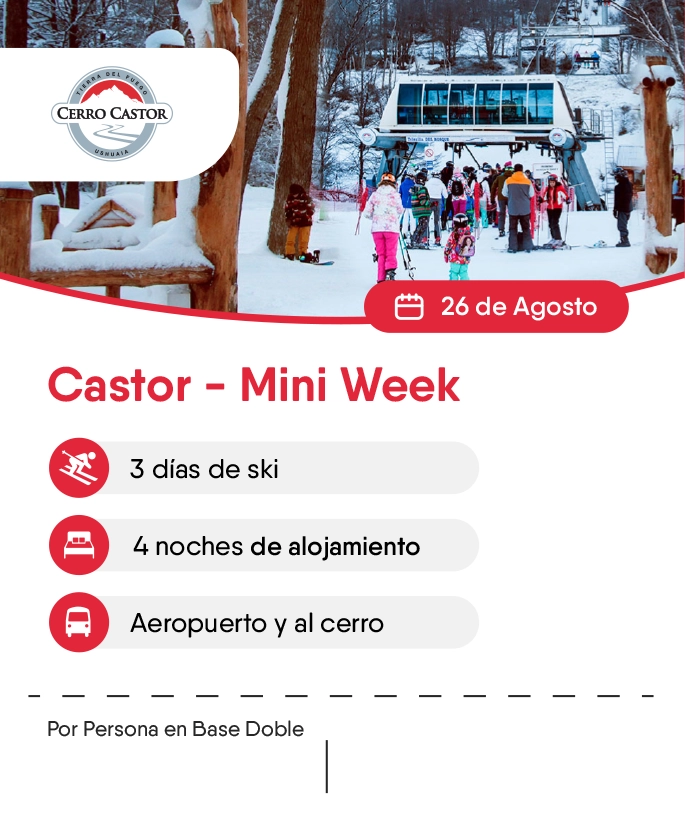 TIERRA DEL FUEGO
CERRO CASTOR
USHUAIA
26 de Agosto
Castor - Mini Week
3 días de ski
4 noches de alojamiento
Aeropuerto y al cerro
Por Persona en Base Doble